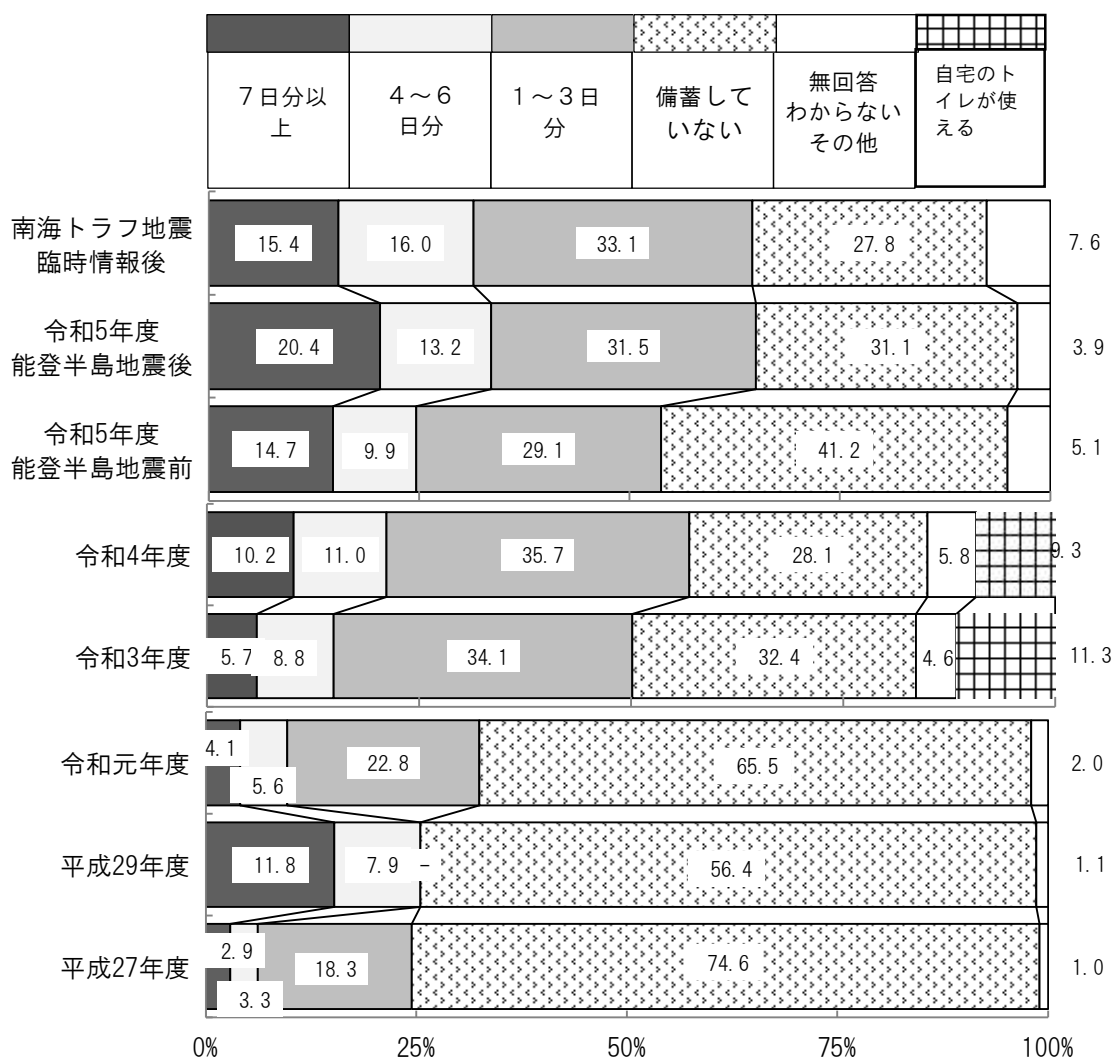 7日分以
上
4～6
日分
1～3日
分
備蓄して
いない
無回答
わからない
その他
自宅のト
イレが使
える
南海トラフ地震
臨時情報後
15.4
16.0
33.1
27.8
7.6
令和5年度
能登半島地震後
20.4
13.2
31.5
31.1
3.9
令和5年度
能登半島地震前
14.7
9.9
29.1
41.2
5.1
令和4年度
10.2
11.0
35.7
28.1
5.8
9.3
令和3年度
5.7
8.8
34.1
32.4
4.6
11.3
令和元年度
4.1
5.6
22.8
65.5
2.0
平成29年度
11.8
7.9
-
56.4
1.1
平成27年度
2.9
3.3
18.3
74.6
1.0
0%
25%
50%
75%
100%